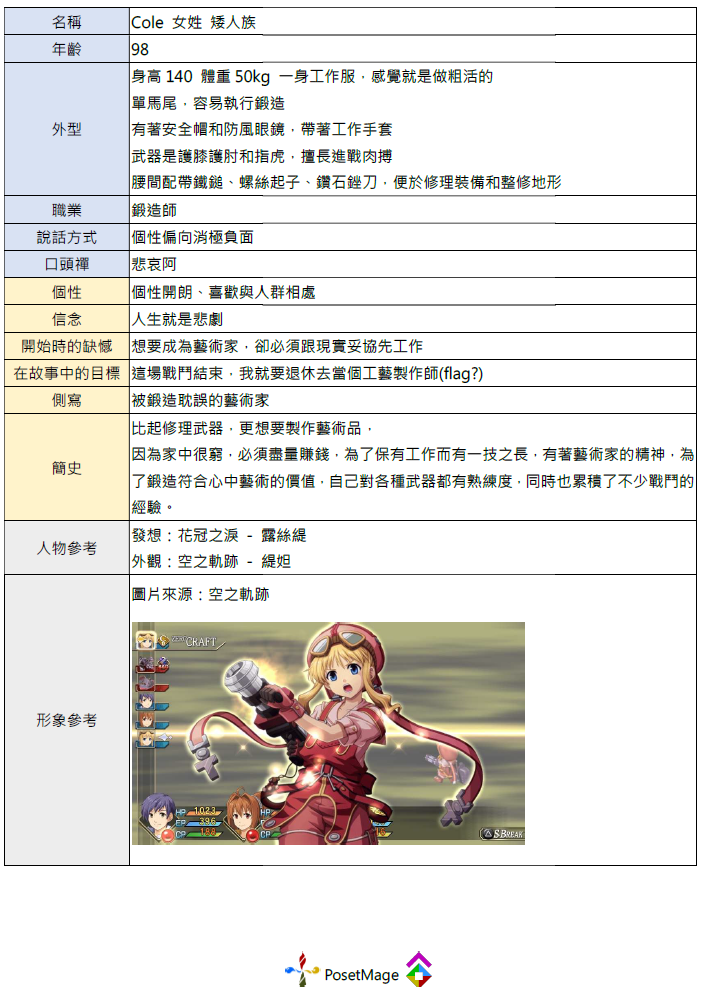 名稱 Cole 女姓 矮人族
年齡 98
外型 身高140 體重50kg 一身工作服，感覺就是做粗活的
單馬尾，容易執行鍛造
有著安全帽和防風眼鏡，帶著工作手套
武器是護膝護肘和指虎，擅長進戰肉搏
腰間配帶鐵鎚、螺絲起子、鑽石銼刀，便於修理裝備和整修地形
職業 鍛造師
說話方式 個性偏向消極負面
口頭禪 悲哀阿
個性 個性開朗、喜歡與人群相處
信念 人生就是悲劇
開始時的缺憾 想要成為藝術家，卻必須跟現實妥協先工作
在故事中的目標 這場戰鬥結束，我就要退休去當個工藝製作師(flag?)
側寫 被鍛造耽誤的藝術家
簡史 比起修理武器，更想要製作藝術品，
因為家中很窮，必須盡量賺錢，為了保有工作而有一技之長，有著藝術家的精神，為
了鍛造符合心中藝術的價值，自己對各種武器都有熟練度，同時也累積了不少戰鬥的
經驗。
人物參考 發想：花冠之淚 - 露絲緹
外觀：空之軌跡 - 緹妲
形象參考 圖片來源：空之軌跡
CRAFT
HP 1023
EP 396
CP 188
HP
CP
S-BREAK
PosetMage